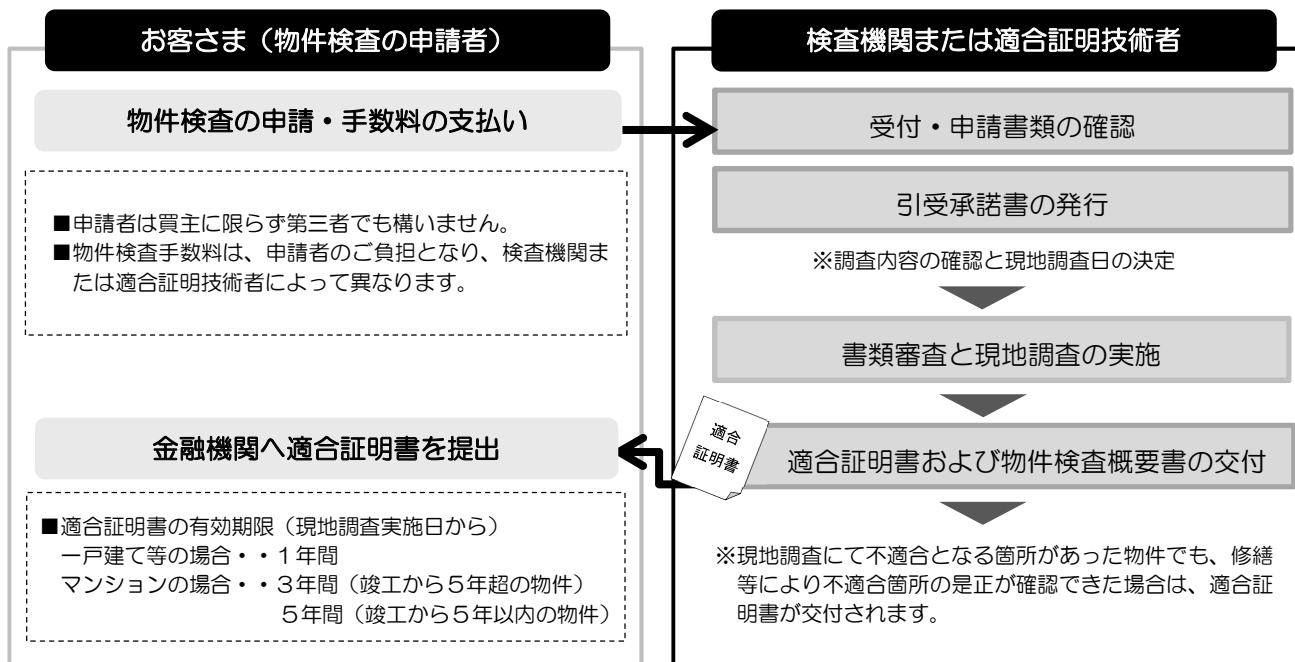 お客さま（物件検査の申請者）
物件検査の申請・手数料の支払い
■申請者は買主に限らず第三者でも構いません。
■物件検査手数料は、申請者のご負担となり、検査機関ま
たは適合証明技術者によって異なります。
金融機関へ適合証明書を提出
■適合証明書の有効期限（現地調査実施日から）
一戸建て等の場合・・１年間
マンションの場合・・３年間（竣工から５年超の物件）
５年間（竣工から５年以内の物件）
検査機関または適合証明技術者
受付・申請書類の確認
引受承諾書の発行
※調査内容の確認と現地調査日の決定
書類審査と現地調査の実施
適合
証明書
適合証明書および物件検査概要書の交付
※現地調査にて不適合となる箇所があった物件でも、修繕
等により不適合箇所の是正が確認できた場合は、適合証
明書が交付されます。